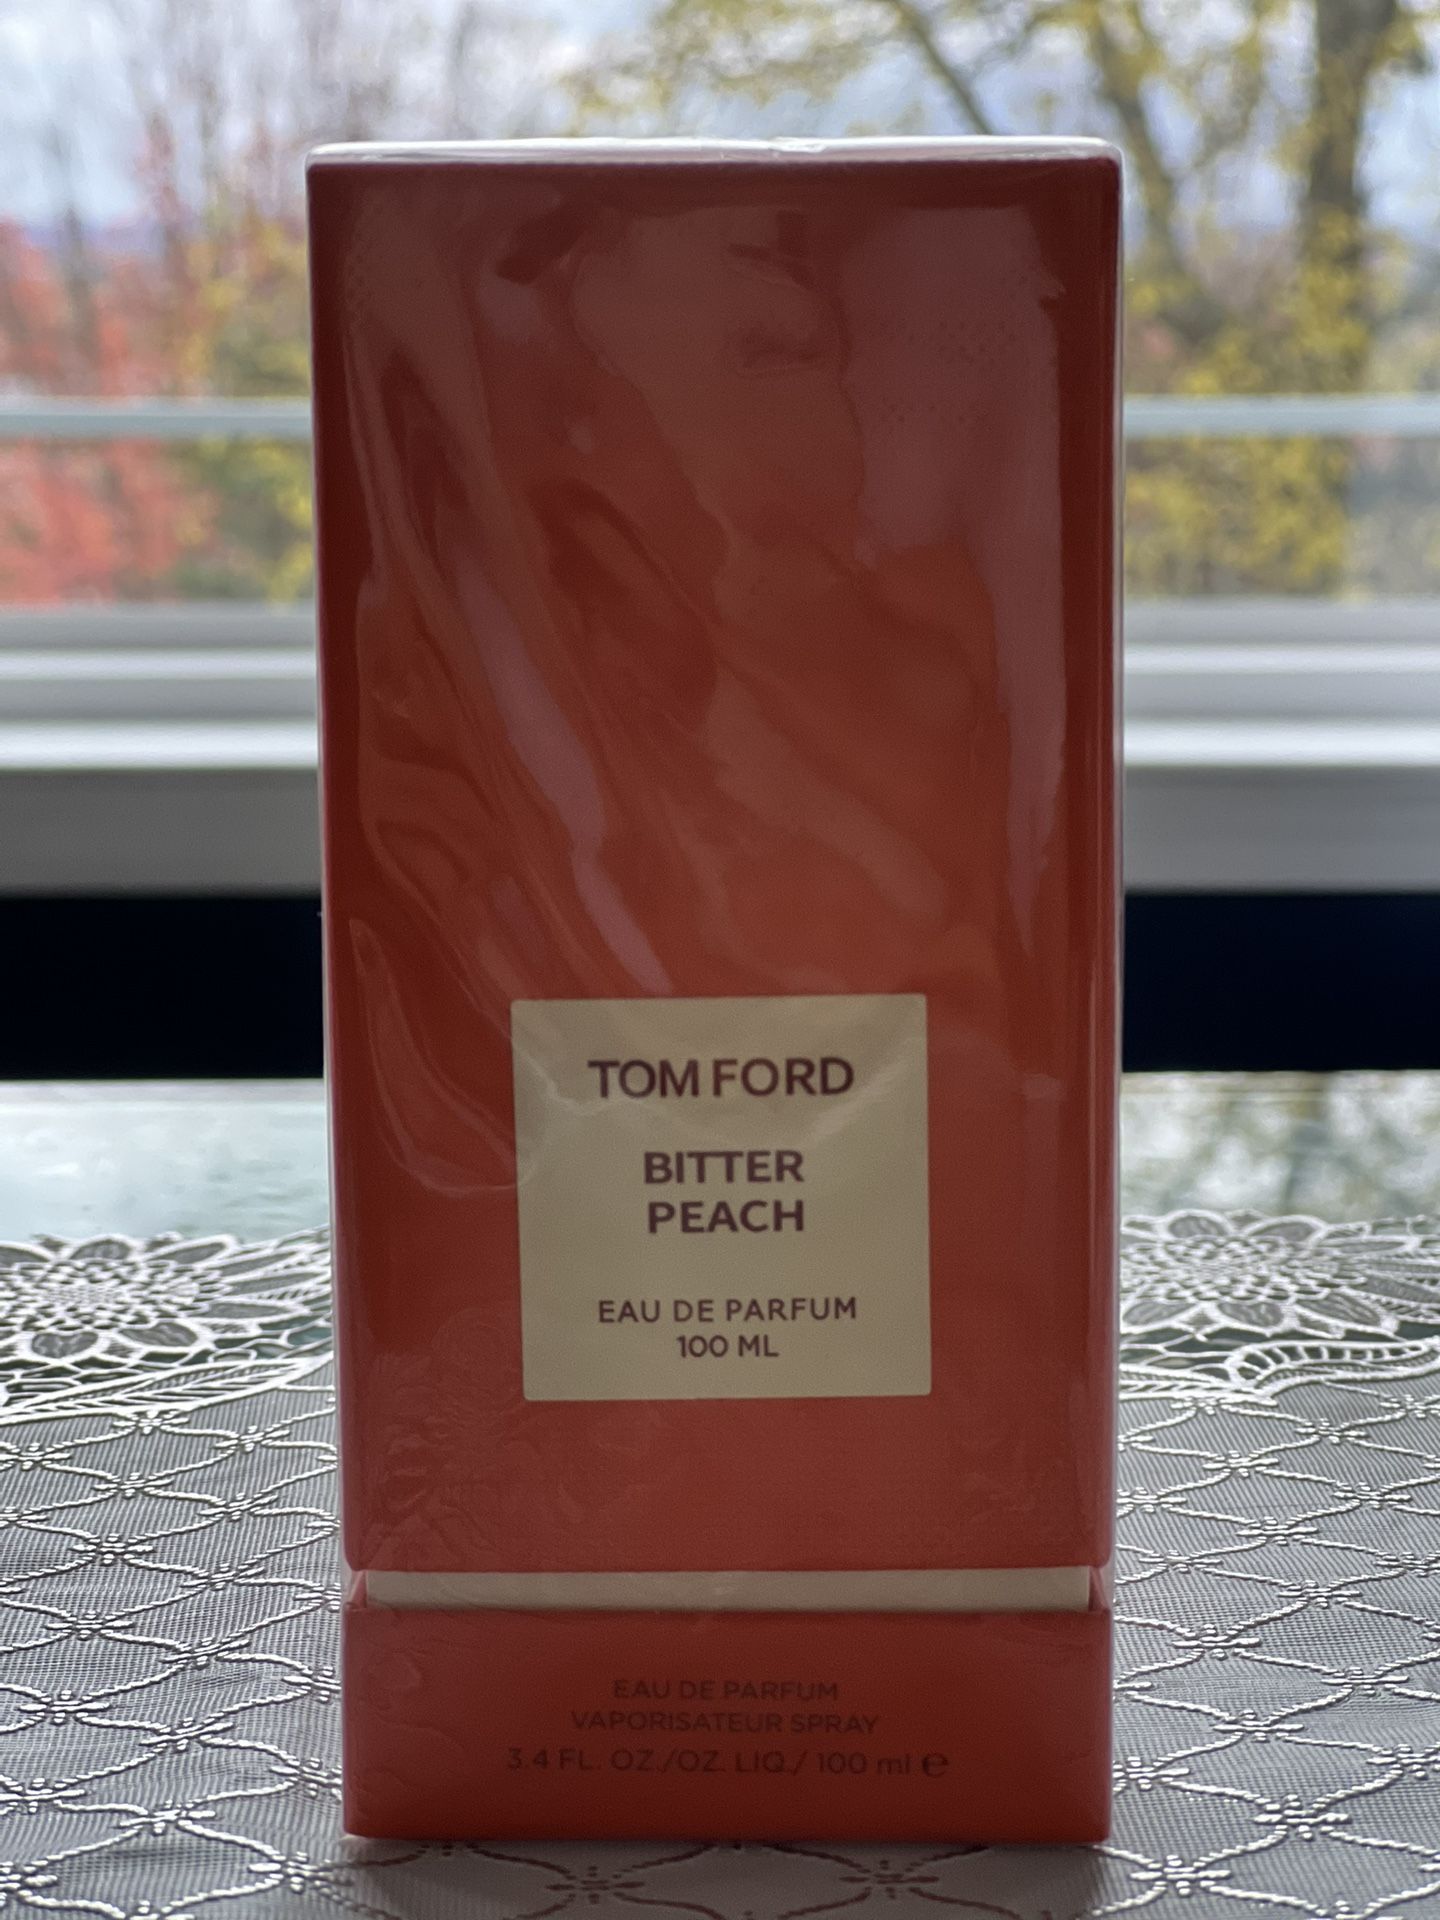 TOM FORD
BITTER
PEACH
EAU DE PARFUM
100 ML
EAU DE PARFUM
VAPORISATEUR SPRAY
3.4 FL. OZ./OZ. LIQ./ 100 ml ℮